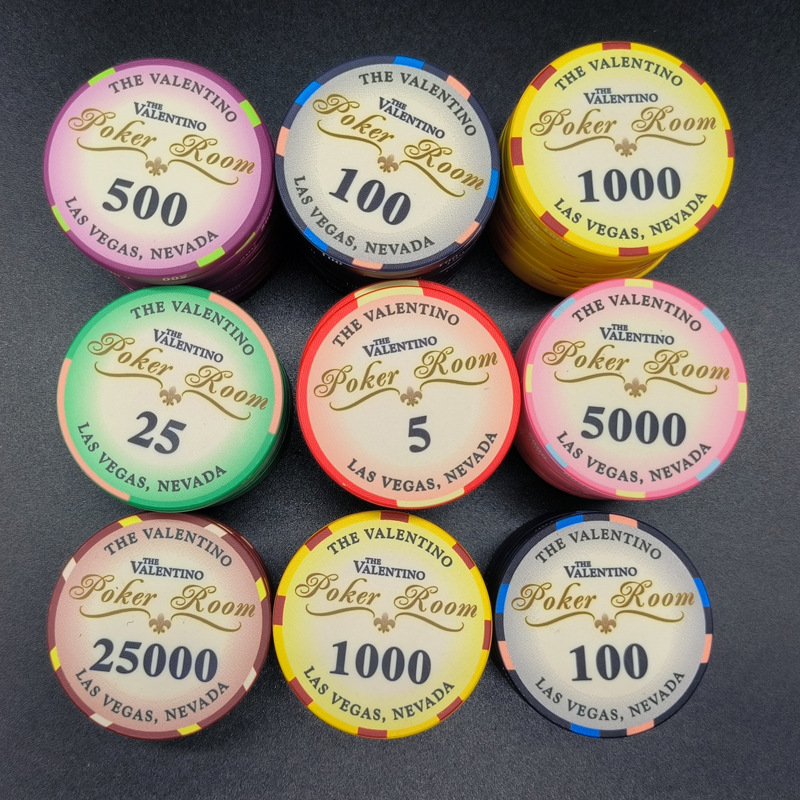 THE VALENTINO
THE
VALENTINO
Poker Room
500
LAS VEGAS, NEVADA
THE VALENTINO
THE
VALENTINO
Poker Room
100
LAS VEGAS, NEVADA
THE VALENTINO
THE
VALENTINO
Poker Room
1000
LAS VEGAS, NEVADA
THE VALENTINO
THE
VALENTINO
Poker Room
25
LAS VEGAS, NEVADA
THE VALENTINO
THE
VALENTINO
Poker Room
5
LAS VEGAS, NEVADA
THE VALENTINO
THE
VALENTINO
Poker Room
5000
LAS VEGAS, NEVADA
THE VALENTINO
THE
VALENTINO
Poker Room
25000
LAS VEGAS, NEVADA
THE VALENTINO
THE
VALENTINO
Poker Room
1000
LAS VEGAS, NEVADA
THE VALENTINO
THE
VALENTINO
Poker Room
100
LAS VEGAS, NEVADA